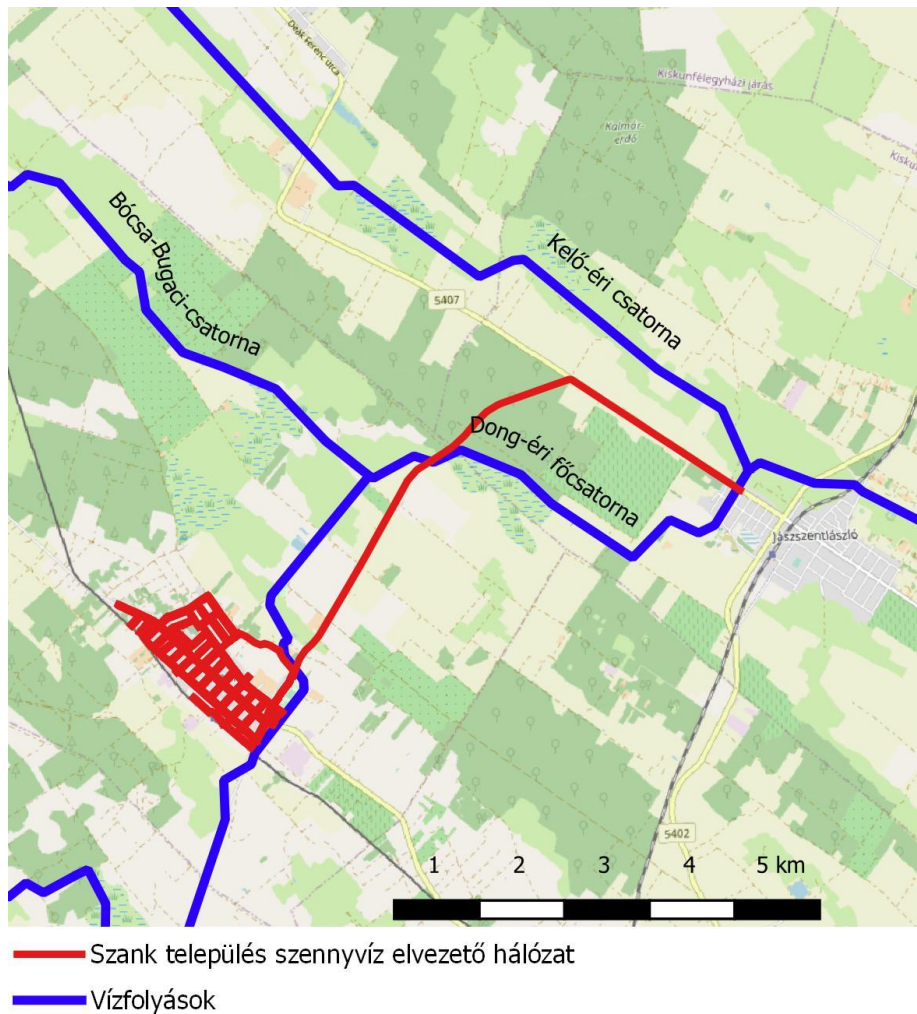 Deák Ferenc utca
Kiskunfélegyházi járás
Kalmár-
erdő
Kisku
Bócsa-Bugaci-csatorna
Kelő-éri csatorna
5407
Dong-éri főcsatorna
Jászszentlászló
5402
1 2 3 4 5 km
Szank település szennyvíz elvezető hálózat
Vízfolyások